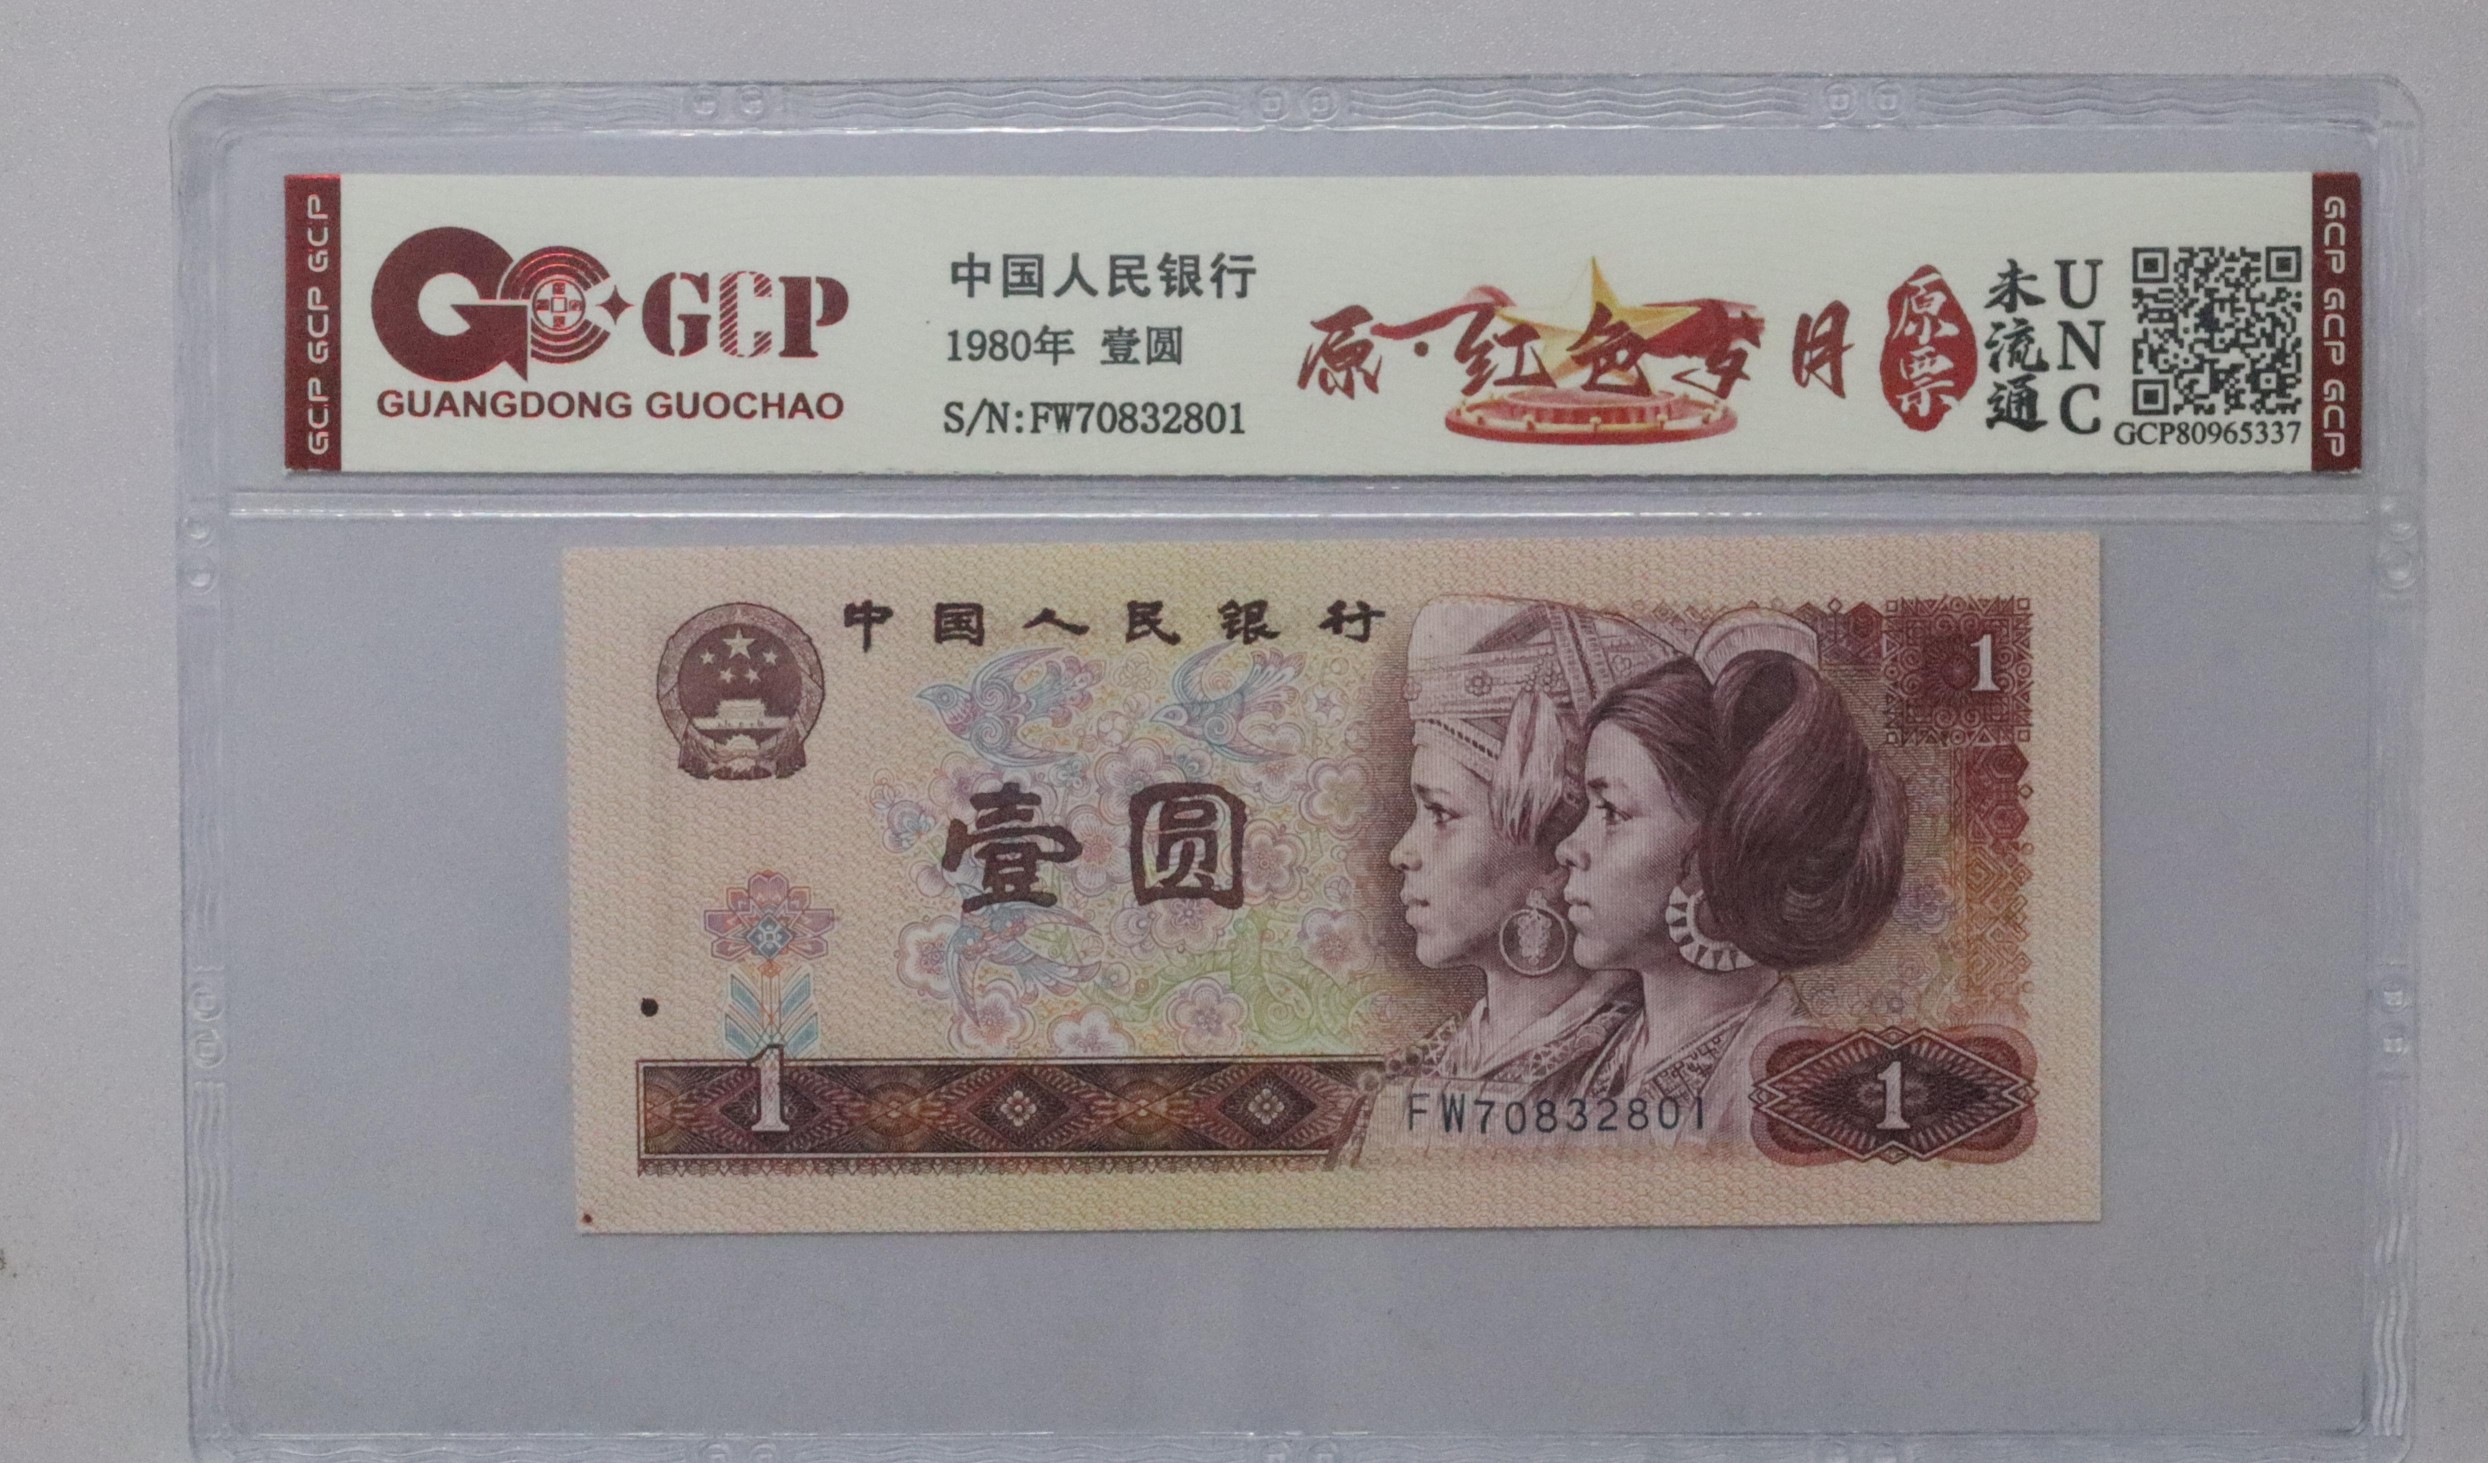 GCP GCP GCP
GCP
GUANGDONG GUOCHAO
中国人民银行
1980年 壹圆
S/N:FW70832801
原·红色岁月
原票
未流通
UNC
GCP80965337
GCP GCP GCP
中国人民银行
1
壹圆
1
FW70832801
1